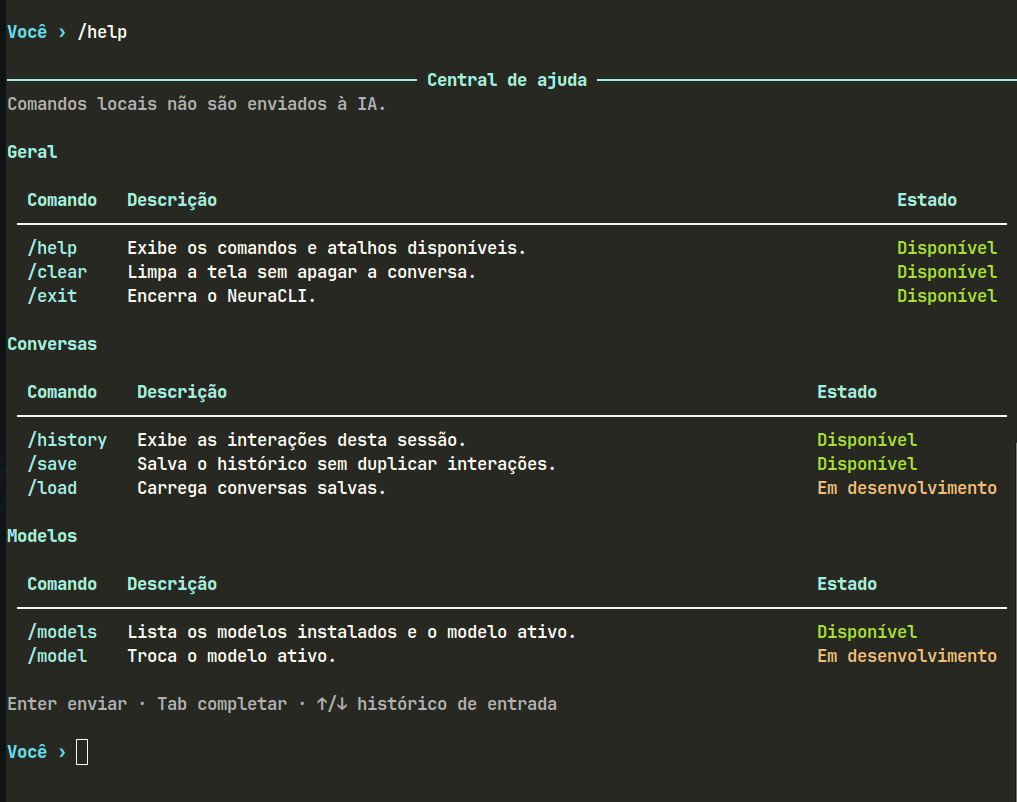 Você › /help
Central de ajuda
Comandos locais não são enviados à IA.
Geral
Comando Descrição Estado
/help Exibe os comandos e atalhos disponíveis. Disponível
/clear Limpa a tela sem apagar a conversa. Disponível
/exit Encerra o NeuraCLI. Disponível
Conversas
Comando Descrição Estado
/history Exibe as interações desta sessão. Disponível
/save Salva o histórico sem duplicar interações. Disponível
/load Carrega conversas salvas. Em desenvolvimento
Modelos
Comando Descrição Estado
/models Lista os modelos instalados e o modelo ativo. Disponível
/model Troca o modelo ativo. Em desenvolvimento
Enter enviar · Tab completar · ↑/↓ histórico de entrada
Você ›